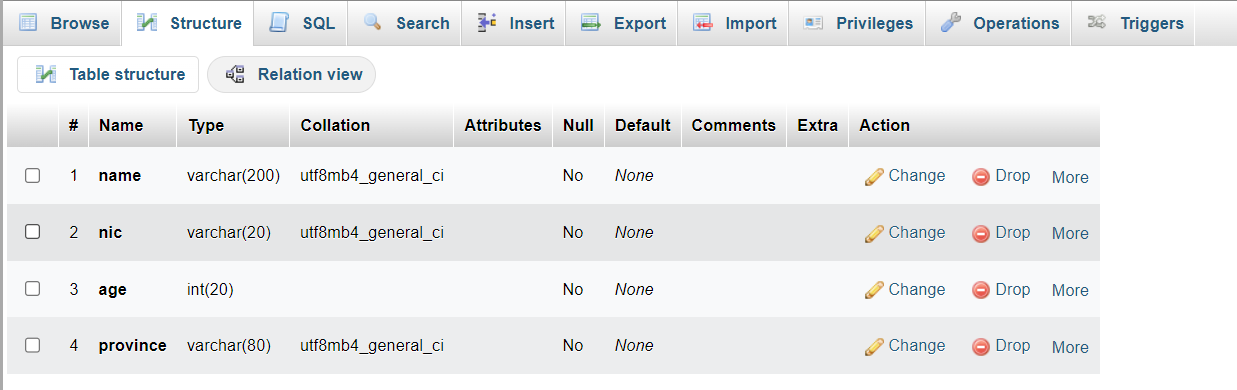 Browse Structure SQL Search Insert Export Import Privileges Operations Triggers
Table structure Relation view
# Name Type Collation Attributes Null Default Comments Extra Action
1 name varchar(200) utf8mb4_general_ci No None Change Drop More
2 nic varchar(20) utf8mb4_general_ci No None Change Drop More
3 age int(20) No None Change Drop More
4 province varchar(80) utf8mb4_general_ci No None Change Drop More